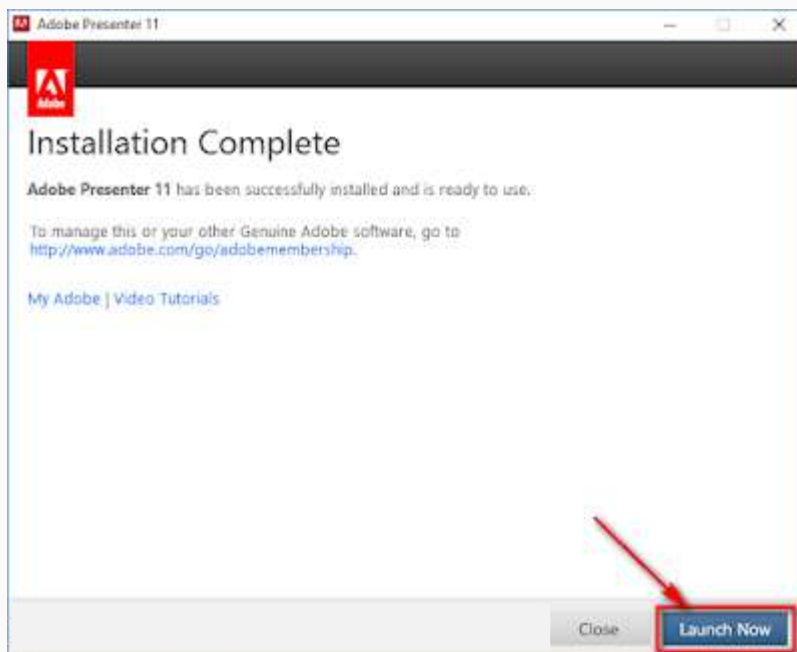 Adobe Presenter 11
Adobe
Installation Complete
Adobe Presenter 11 has been successfully installed and is ready to use.
To manage this or your other Genuine Adobe software, go to
http://www.adobe.com/go/adobemembership.
My Adobe | Video Tutorials
Close
Launch Now